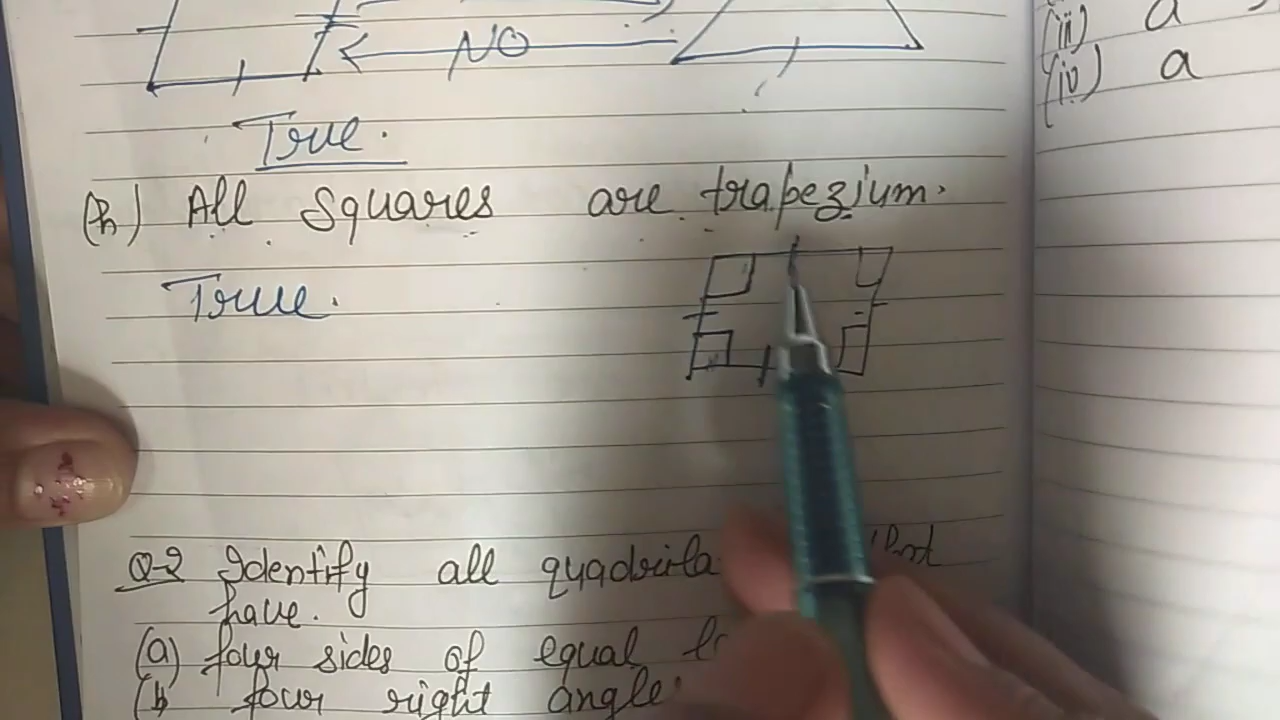 NO
True.
(h) All Squares are trapezium.
True.
Q-2 Identify all
have.
(a) four sides of equal
(b four right angle
(iii) a
(iv) a